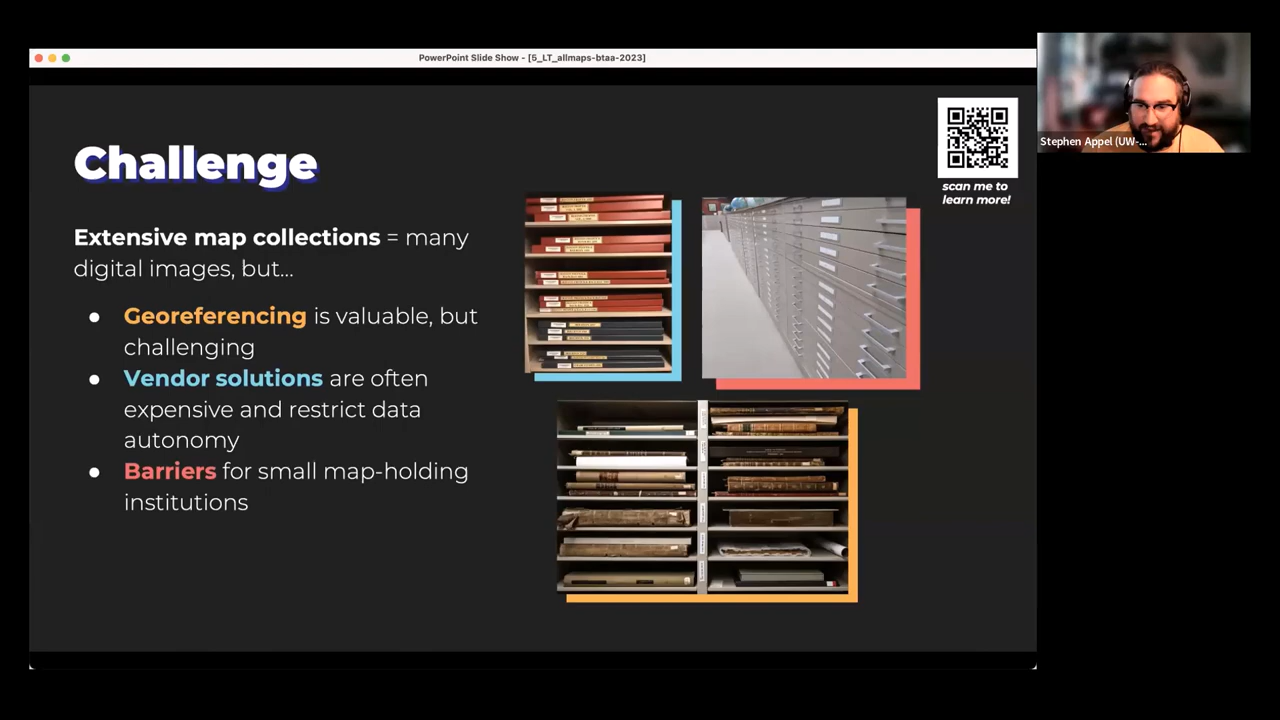 PowerPoint Slide Show - [5_LT_allmaps-btaa-2023]
Challenge
Extensive map collections = many
digital images, but...
● Georeferencing is valuable, but
challenging
● Vendor solutions are often
expensive and restrict data
autonomy
● Barriers for small map-holding
institutions
scan me to
learn more!
Stephen Appel (UW-...